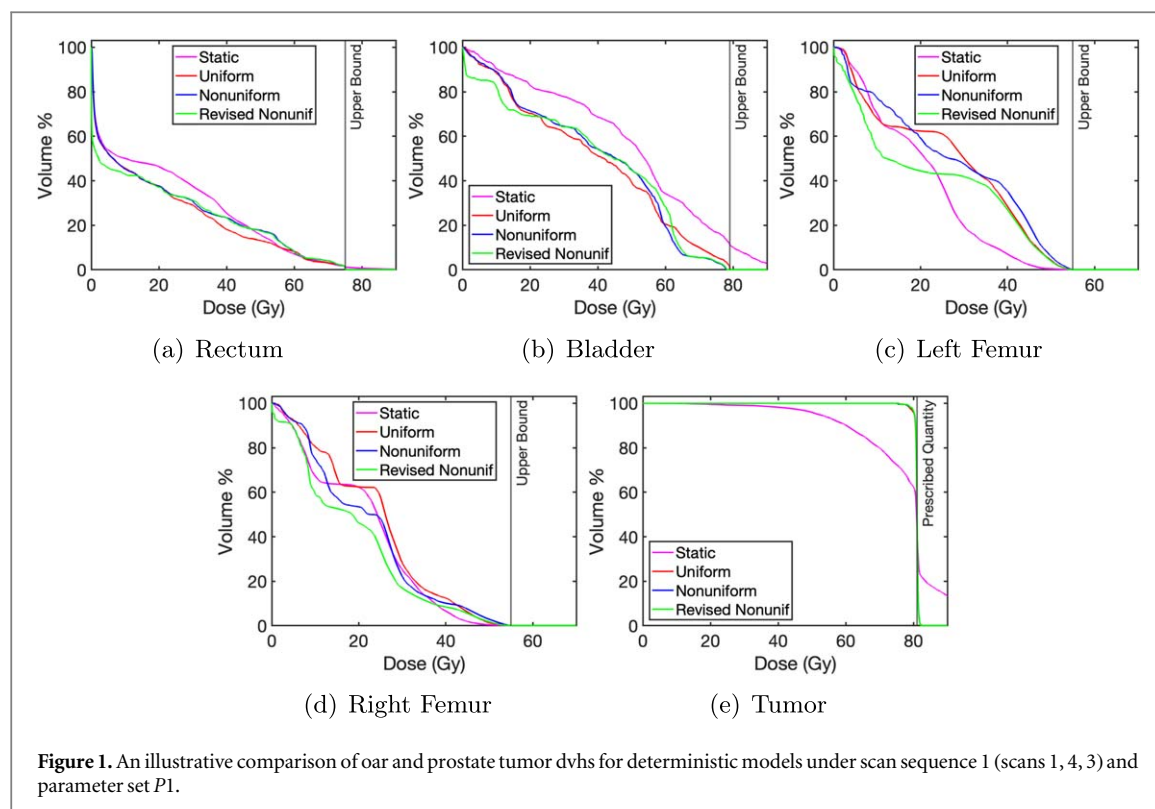 100
80
60
40
20
0
Volume %
Static
Uniform
Nonuniform
Revised Nonunif
Upper Bound
0 20 40 60 80
Dose (Gy)
(a) Rectum
100
80
60
40
20
0
Volume %
Static
Uniform
Nonuniform
Revised Nonunif
Upper Bound
0 20 40 60 80
Dose (Gy)
(b) Bladder
100
80
60
40
20
0
Volume %
Static
Uniform
Nonuniform
Revised Nonunif
Upper Bound
0 20 40 60
Dose (Gy)
(c) Left Femur
100
80
60
40
20
0
Volume %
Static
Uniform
Nonuniform
Revised Nonunif
Upper Bound
0 20 40 60
Dose (Gy)
(d) Right Femur
100
80
60
40
20
0
Volume %
Static
Uniform
Nonuniform
Revised Nonunif
Prescribed Quantity
0 20 40 60 80
Dose (Gy)
(e) Tumor
Figure 1. An illustrative comparison of oar and prostate tumor dvhs for deterministic models under scan sequence 1 (scans 1, 4, 3) and
parameter set P1.